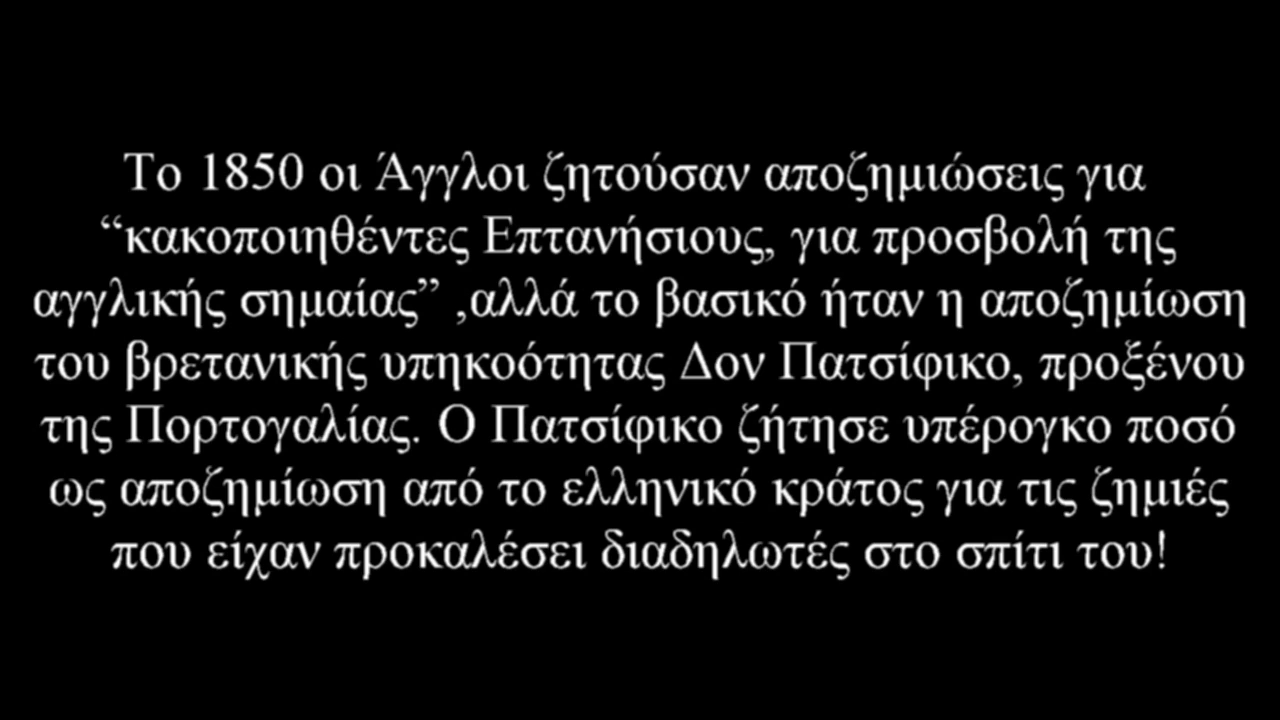 Το 1850 οι Άγγλοι ζητούσαν αποζημιώσεις για
“κακοποιηθέντες Επτανήσιους, για προσβολή της
αγγλικής σημαίας” ,αλλά το βασικό ήταν η αποζημίωση
του βρετανικής υπηκοότητας Δον Πατσίφικο, προξένου
της Πορτογαλίας. Ο Πατσίφικο ζήτησε υπέρογκο ποσό
ως αποζημίωση από το ελληνικό κράτος για τις ζημιές
που είχαν προκαλέσει διαδηλωτές στο σπίτι του!